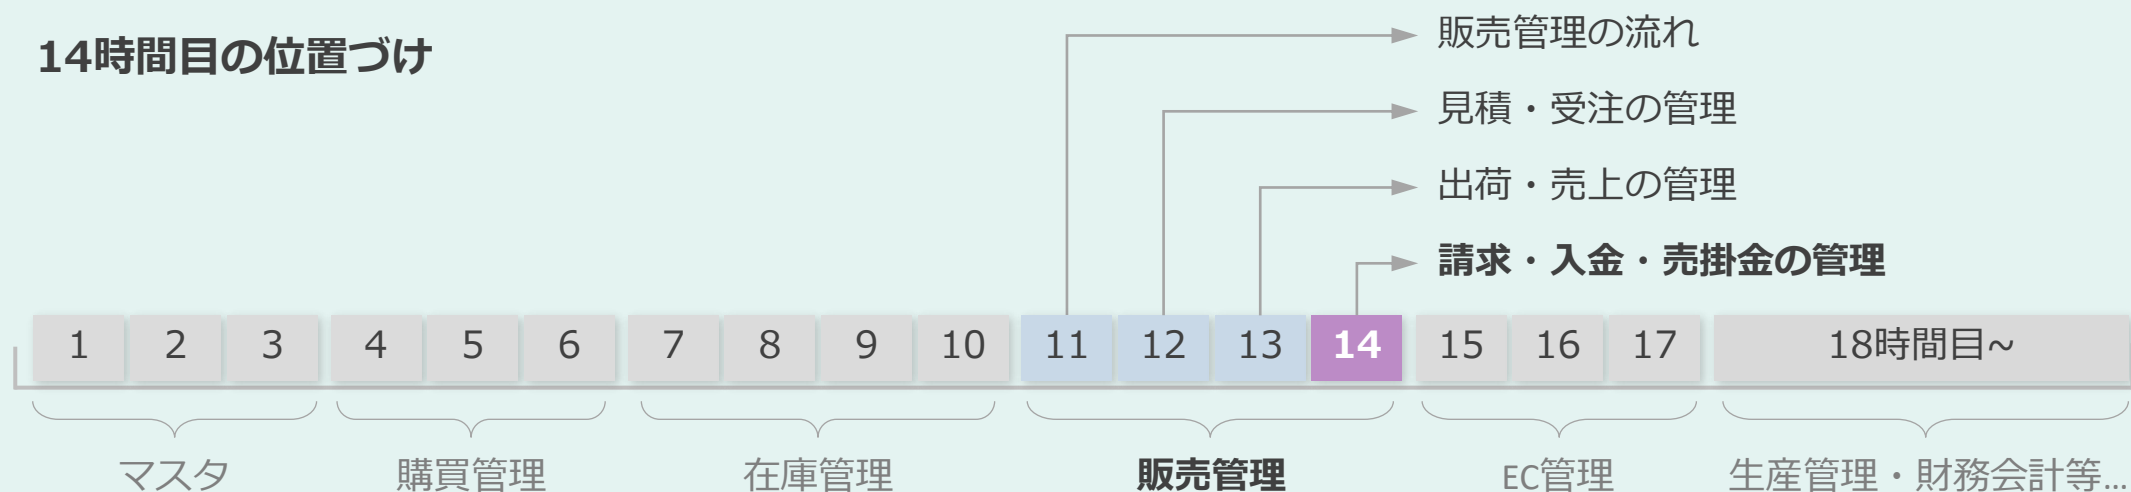 14時間目の位置づけ
販売管理の流れ
見積・受注の管理
出荷・売上の管理
請求・入金・売掛金の管理
1 2 3 4 5 6 7 8 9 10 11 12 13 14 15 16 17 18時間目~
マスタ 購買管理 在庫管理 販売管理 EC管理 生産管理・財務会計等…